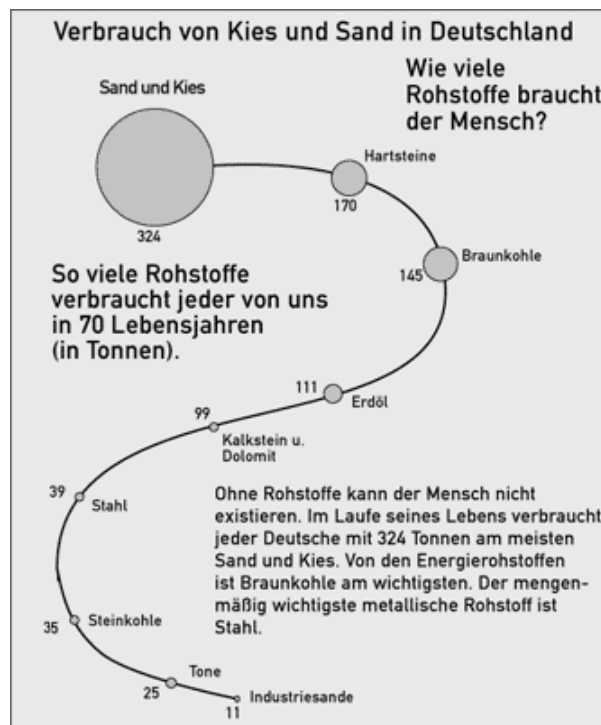 Verbrauch von Kies und Sand in Deutschland
Wie viele
Rohstoffe braucht
der Mensch?
Sand und Kies
324
Hartsteine
170
Braunkohle
145
So viele Rohstoffe
verbraucht jeder von uns
in 70 Lebensjahren
(in Tonnen).
111
Erdöl
99
Kalkstein u.
Dolomit
39
Stahl
Ohne Rohstoffe kann der Mensch nicht
existieren. Im Laufe seines Lebens verbraucht
jeder Deutsche mit 324 Tonnen am meisten
Sand und Kies. Von den Energierohstoffen
ist Braunkohle am wichtigsten. Der mengen-
mäßig wichtigste metallische Rohstoff ist
Stahl.
35
Steinkohle
Tone
25
Industriesande
11